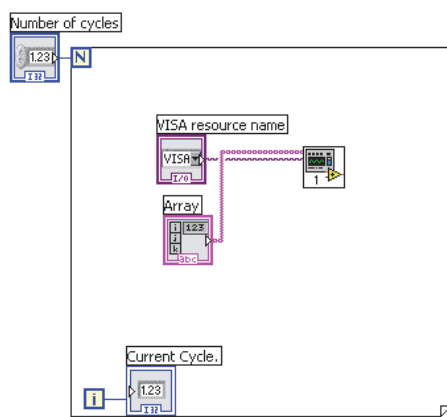 Number of cycles
1.23
I32
N
VISA resource name
VISA
I/O
1
Array
i 123
j
k
abc
Current Cycle.
1.23
I32
i